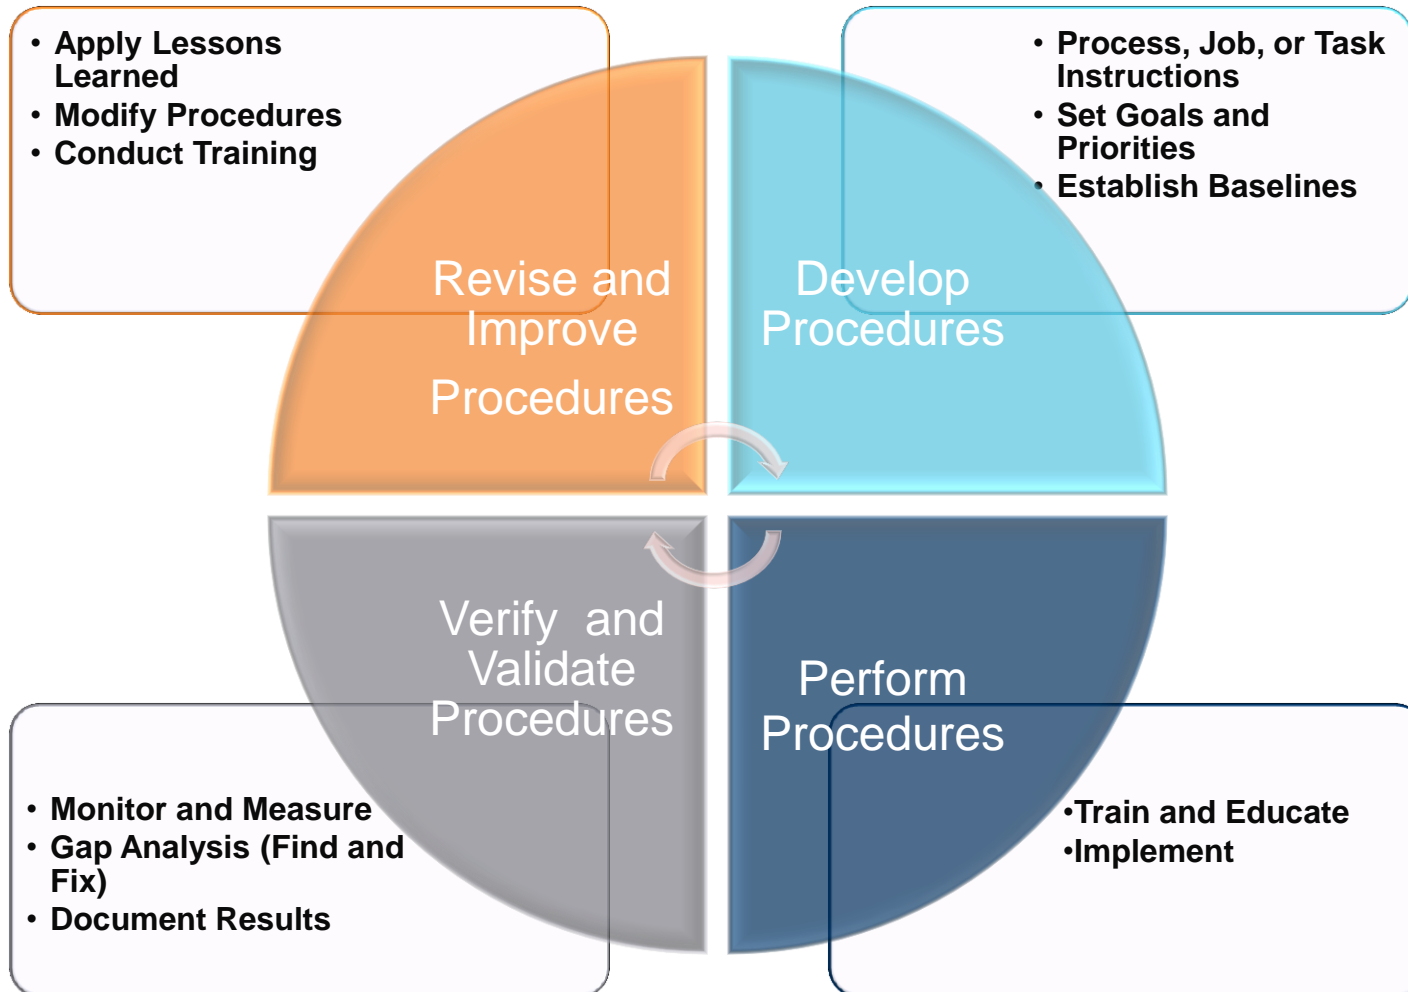 • Apply Lessons
Learned
• Modify Procedures
• Conduct Training
• Process, Job, or Task
Instructions
• Set Goals and
Priorities
• Establish Baselines
Revise and
Improve
Procedures
Develop
Procedures
Verify and
Validate
Procedures
Perform
Procedures
• Monitor and Measure
• Gap Analysis (Find and
Fix)
• Document Results
•Train and Educate
•Implement